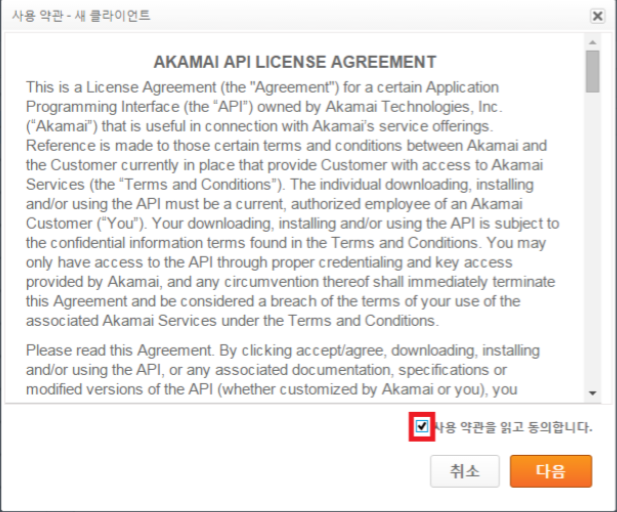 사용 약관 - 새 클라이언트
AKAMAI API LICENSE AGREEMENT
This is a License Agreement (the "Agreement") for a certain Application
Programming Interface (the “API”) owned by Akamai Technologies, Inc.
(“Akamai”) that is useful in connection with Akamai’s service offerings.
Reference is made to those certain terms and conditions between Akamai and
the Customer currently in place that provide Customer with access to Akamai
Services (the “Terms and Conditions”). The individual downloading, installing
and/or using the API must be a current, authorized employee of an Akamai
Customer (“You”). Your downloading, installing and/or using the API is subject to
the confidential information terms found in the Terms and Conditions. You may
only have access to the API through proper credentialing and key access
provided by Akamai, and any circumvention thereof shall immediately terminate
this Agreement and be considered a breach of the terms of your use of the
associated Akamai Services under the Terms and Conditions.
Please read this Agreement. By clicking accept/agree, downloading, installing
and/or using the API, or any associated documentation, specifications or
modified versions of the API (whether customized by Akamai or you), you
사용 약관을 읽고 동의합니다.
취소
다음